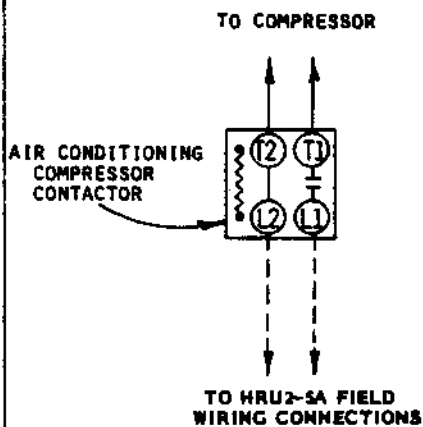 TO COMPRESSOR
AIR CONDITIONING
COMPRESSOR
CONTACTOR
T2 T1
L2 L1
TO HRU2-SA FIELD
WIRING CONNECTIONS